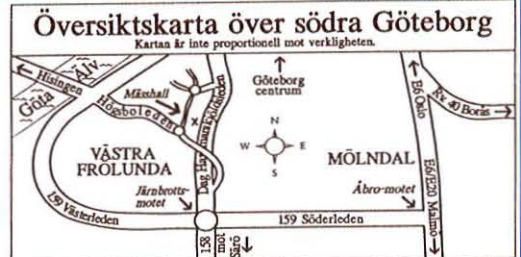 Översiktskarta över södra Göteborg
Kartan är inte proportionell mot verkligheten.
Hisingen
Göta
Älv
Mässhall
Högsboleden
X
Dag Hammarskjöldsleden
Göteborg
centrum
N
W
E
S
E6 Oslo
Rv. 40 Borås
VÄSTRA
FRÖLUNDA
MÖLNDAL
Järnbrotts-
motet
Åbro-motet
E6/E20 Malmö
159 Västerleden
159 Söderleden
158
mot
Särö